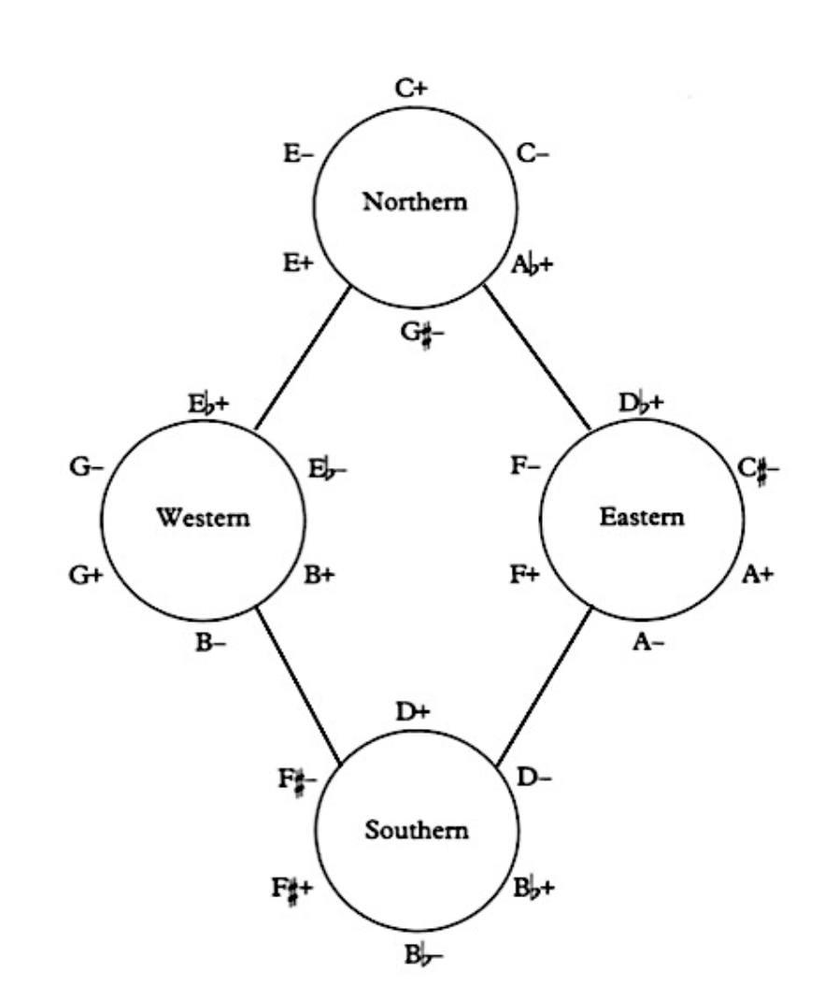 C+
E– C–
Northern
E+ A♭+
G♯–
E♭+ D♭+
G– E♭– F– C♯–
Western Eastern
G+ B+ F+ A+
B– A–
D+
F♯– D–
Southern
F♯+ B♭+
B♭–